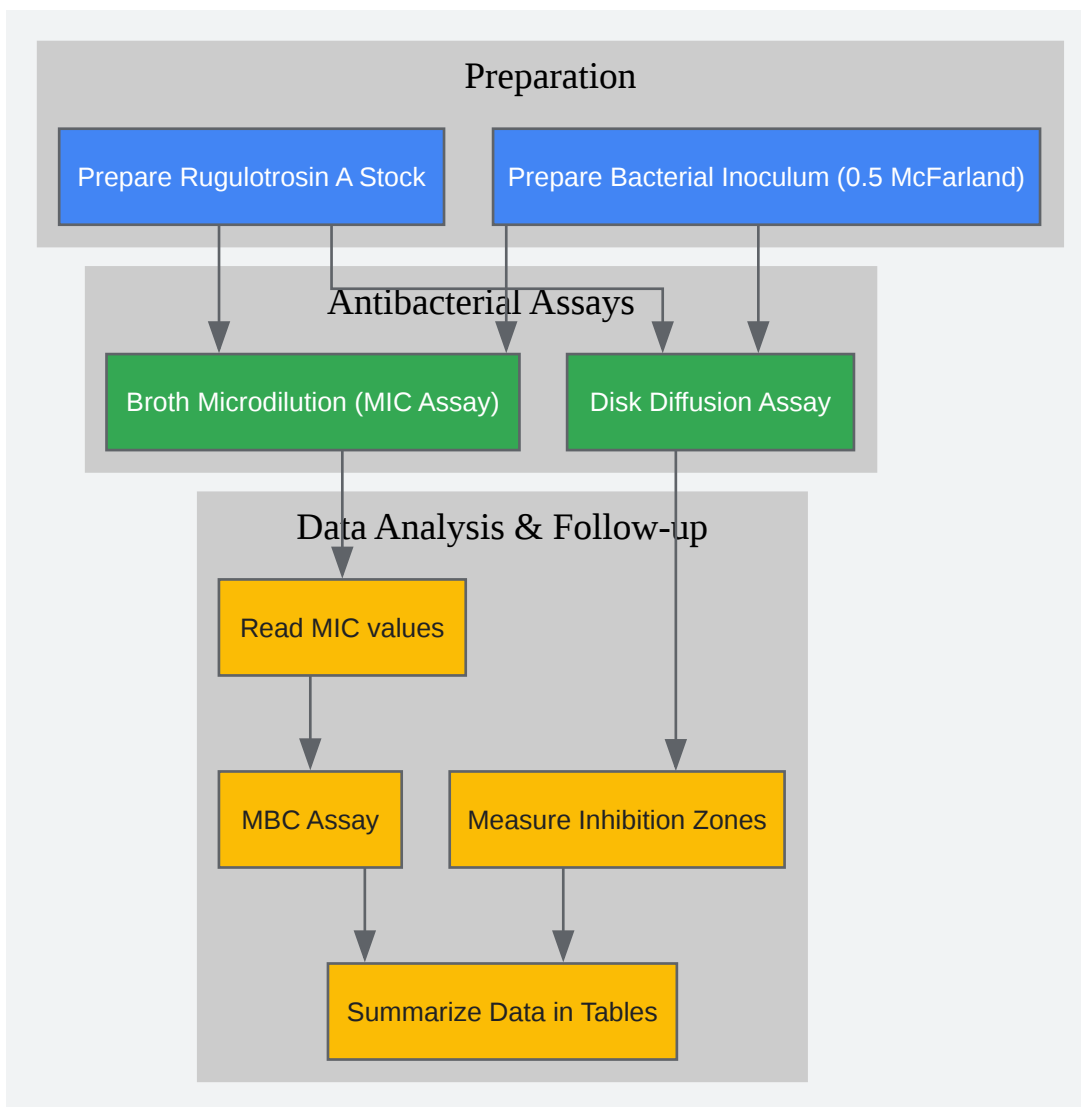 Preparation
Prepare Rugulotrosin A Stock
Prepare Bacterial Inoculum (0.5 McFarland)
Antibacterial Assays
Broth Microdilution (MIC Assay)
Disk Diffusion Assay
Data Analysis & Follow-up
Read MIC values
MBC Assay
Measure Inhibition Zones
Summarize Data in Tables